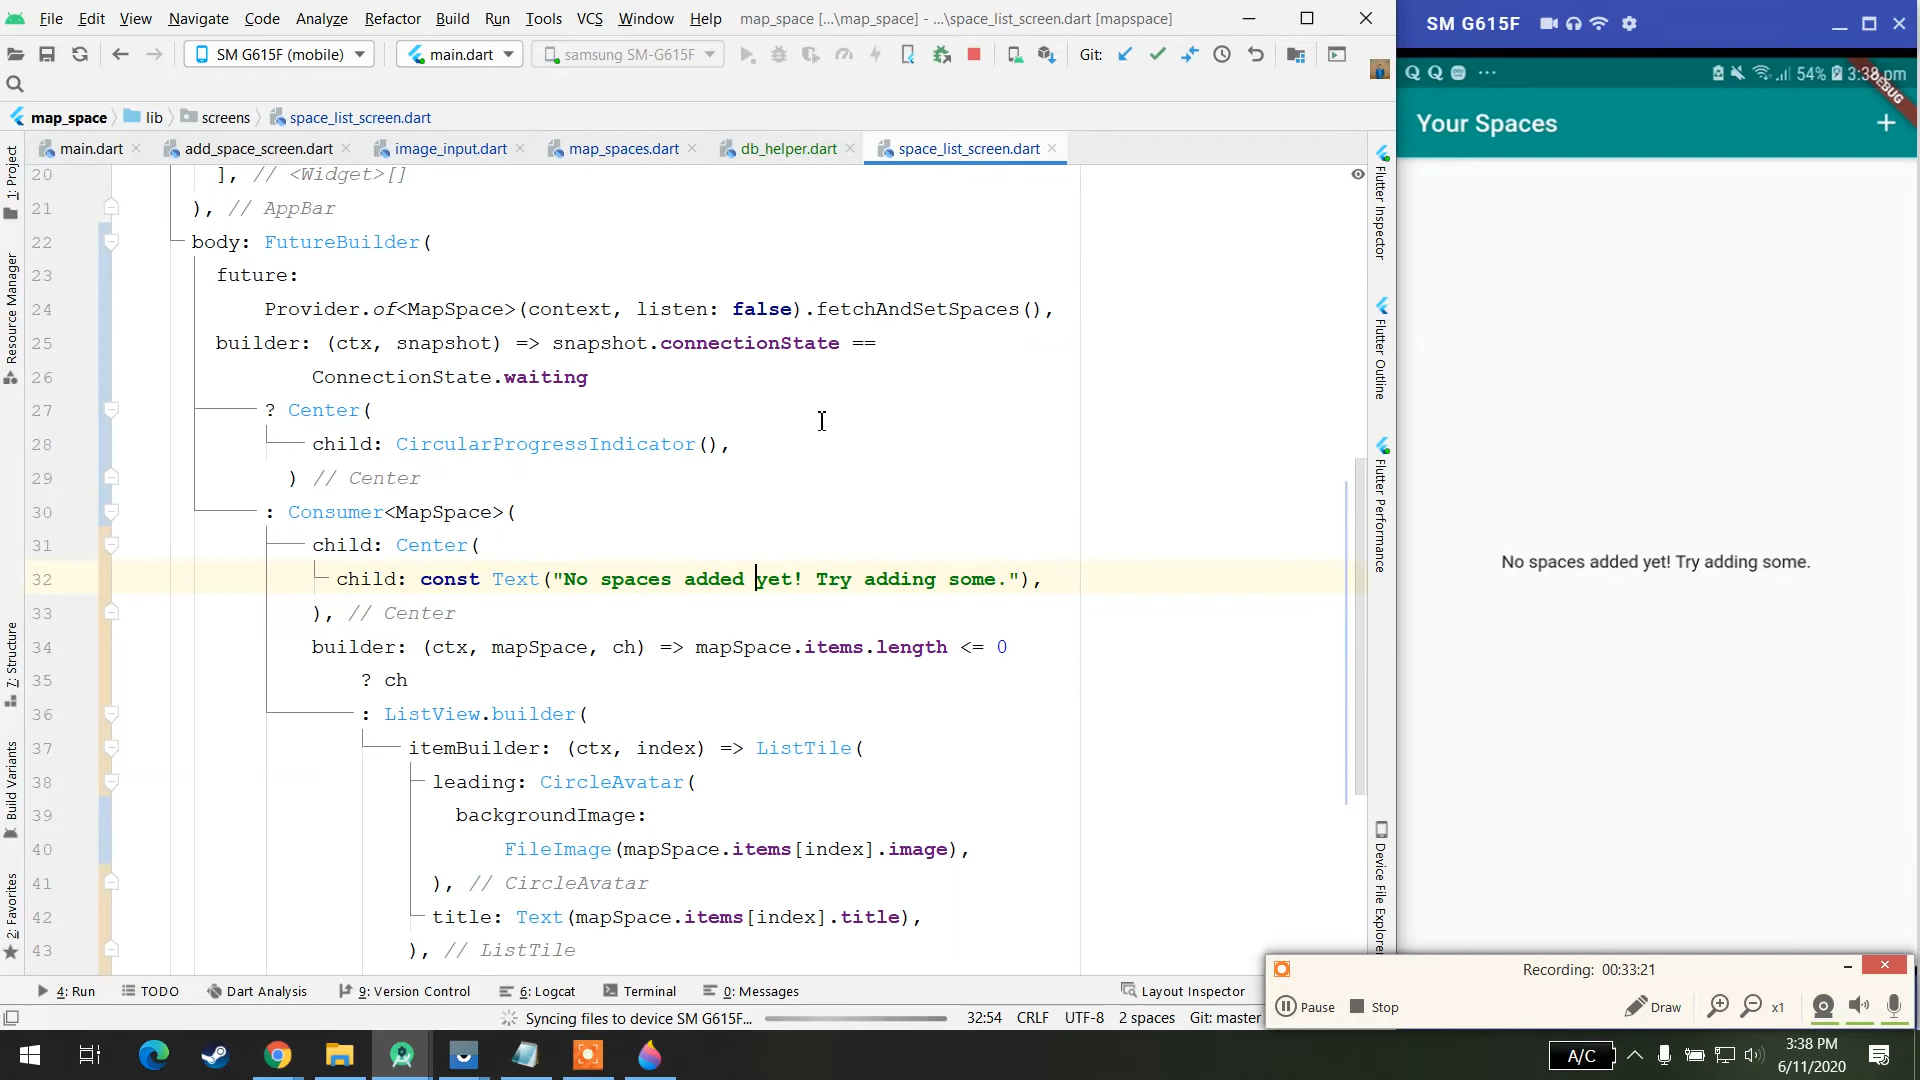 File Edit View Navigate Code Analyze Refactor Build Run Tools VCS Window Help map_space [...\map_space] - ...\space_list_screen.dart [mapspace]
SM G615F (mobile) main.dart samsung SM-G615F Git:
map_space lib screens space_list_screen.dart
main.dart add_space_screen.dart image_input.dart map_spaces.dart db_helper.dart space_list_screen.dart
20 ], // <Widget>[]
21 ), // AppBar
22 body: FutureBuilder(
23 future:
24 Provider.of<MapSpace>(context, listen: false).fetchAndSetSpaces(),
25 builder: (ctx, snapshot) => snapshot.connectionState ==
26 ConnectionState.waiting
27 ? Center(
28 child: CircularProgressIndicator(),
29 ) // Center
30 : Consumer<MapSpace>(
31 child: Center(
32 child: const Text("No spaces added yet! Try adding some."),
33 ), // Center
34 builder: (ctx, mapSpace, ch) => mapSpace.items.length <= 0
35 ? ch
36 : ListView.builder(
37 itemBuilder: (ctx, index) => ListTile(
38 leading: CircleAvatar(
39 backgroundImage:
40 FileImage(mapSpace.items[index].image),
41 ), // CircleAvatar
42 title: Text(mapSpace.items[index].title),
43 ), // ListTile
1: Project
Resource Manager
7: Structure
Build Variants
2: Favorites
Flutter Inspector
Flutter Outline
Flutter Performance
Device File Explorer
4: Run TODO Dart Analysis 9: Version Control 6: Logcat Terminal 0: Messages Layout Inspector
Syncing files to device SM G615F... 32:54 CRLF UTF-8 2 spaces Git: master
SM G615F
54% 3:38 pm
DEBUG
Your Spaces +
No spaces added yet! Try adding some.
Recording: 00:33:21
Pause Stop Draw x1
A/C
3:38 PM
6/11/2020